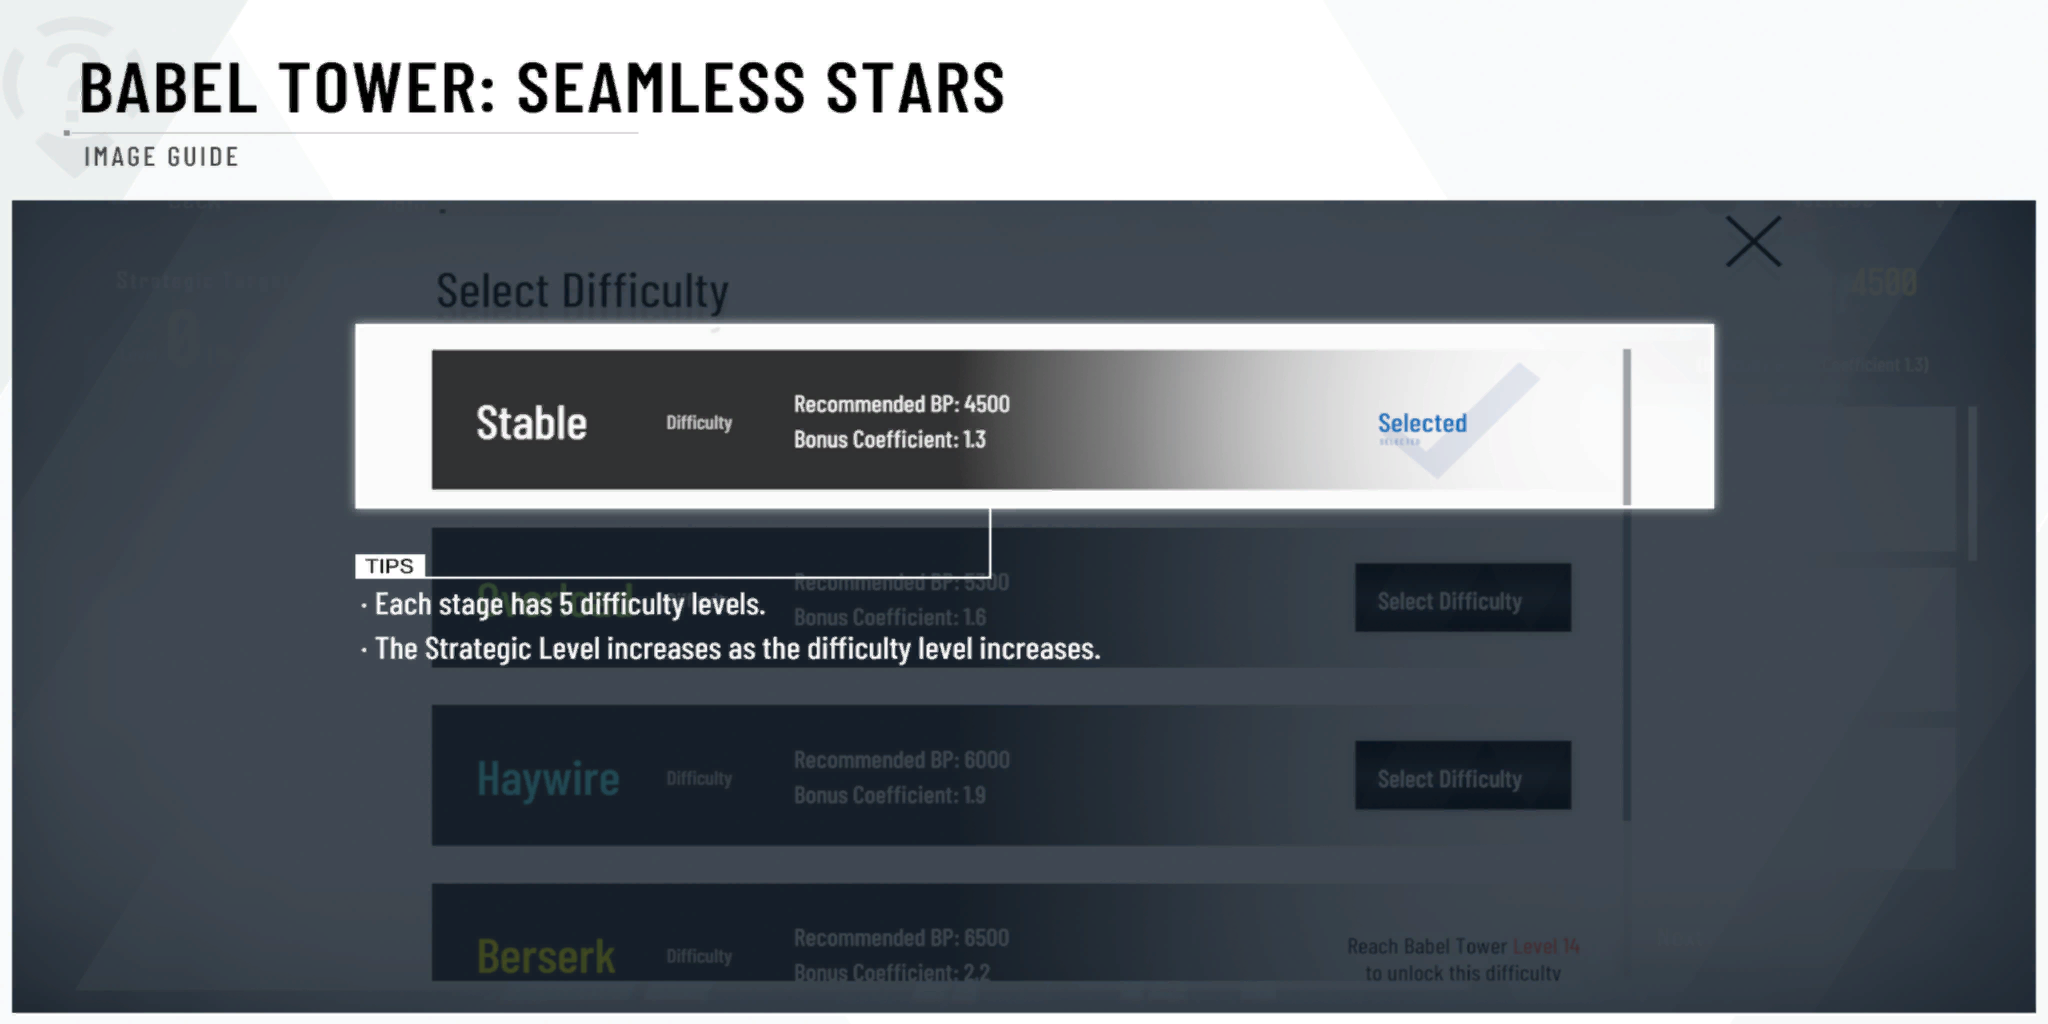 BABEL TOWER: SEAMLESS STARS
IMAGE GUIDE
4500
Select Difficulty
Stable
Difficulty
Recommended BP: 4500
Bonus Coefficient: 1.3
Selected
SELECTED
TIPS
· Each stage has 5 difficulty levels.
· The Strategic Level increases as the difficulty level increases.
Overload
Recommended BP: 5300
Bonus Coefficient: 1.6
Select Difficulty
Haywire
Difficulty
Recommended BP: 6000
Bonus Coefficient: 1.9
Select Difficulty
Berserk
Difficulty
Recommended BP: 6500
Bonus Coefficient: 2.2
Reach Babel Tower Level 14
to unlock this difficulty